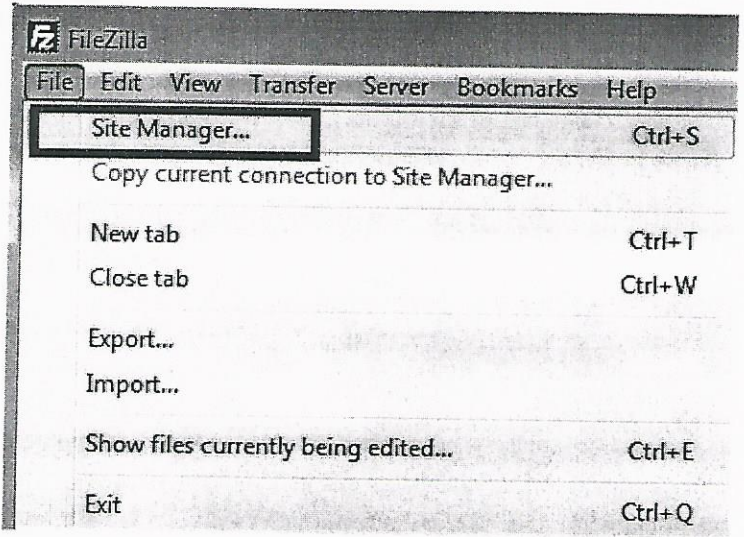 Fz FileZilla
File Edit View Transfer Server Bookmarks Help
Site Manager... Ctrl+S
Copy current connection to Site Manager...
New tab Ctrl+T
Close tab Ctrl+W
Export...
Import...
Show files currently being edited... Ctrl+E
Exit Ctrl+Q